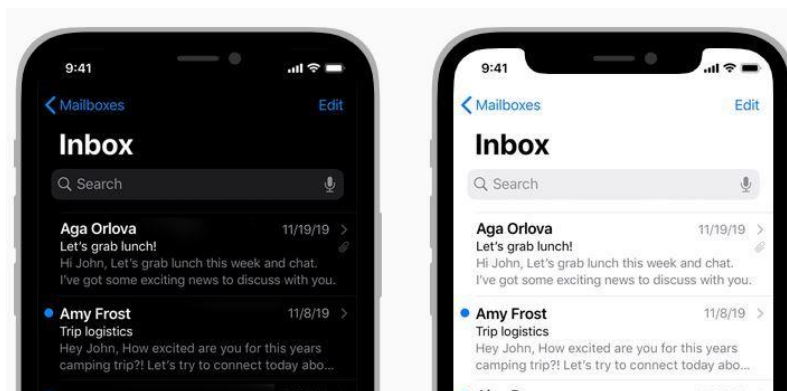 9:41
Mailboxes
Edit
Inbox
Search
Aga Orlova 11/19/19
Let's grab lunch!
Hi John, Let's grab lunch this week and chat.
I've got some exciting news to discuss with you.
Amy Frost 11/8/19
Trip logistics
Hey John, How excited are you for this years
camping trip?! Let's try to connect today abo...
9:41
Mailboxes
Edit
Inbox
Search
Aga Orlova 11/19/19
Let's grab lunch!
Hi John, Let's grab lunch this week and chat.
I've got some exciting news to discuss with you.
Amy Frost 11/8/19
Trip logistics
Hey John, How excited are you for this years
camping trip?! Let's try to connect today abo...